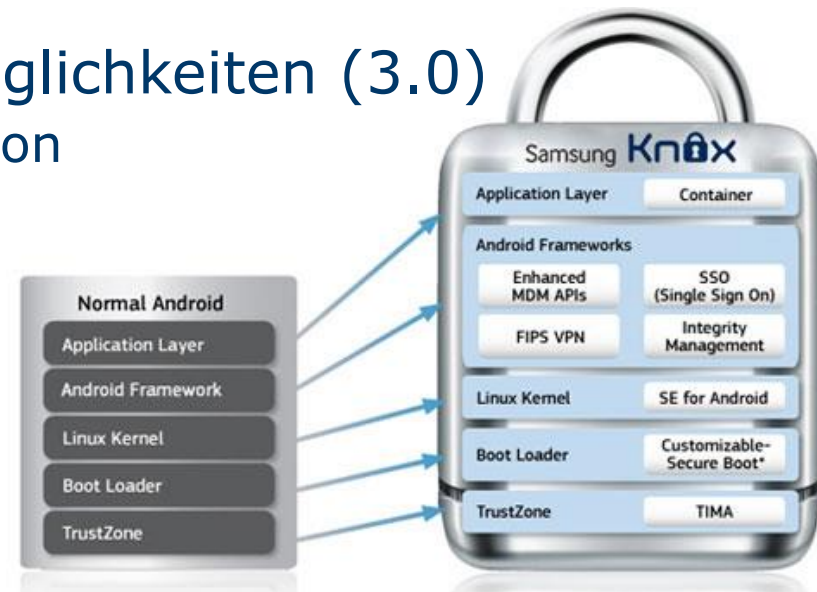 glichkeiten (3.0)
on
Normal Android
Application Layer
Android Framework
Linux Kernel
Boot Loader
TrustZone
Samsung Knox
Application Layer
Container
Android Frameworks
Enhanced
MDM APIs
SSO
(Single Sign On)
FIPS VPN
Integrity
Management
Linux Kernel
SE for Android
Boot Loader
Customizable-
Secure Boot*
TrustZone
TIMA